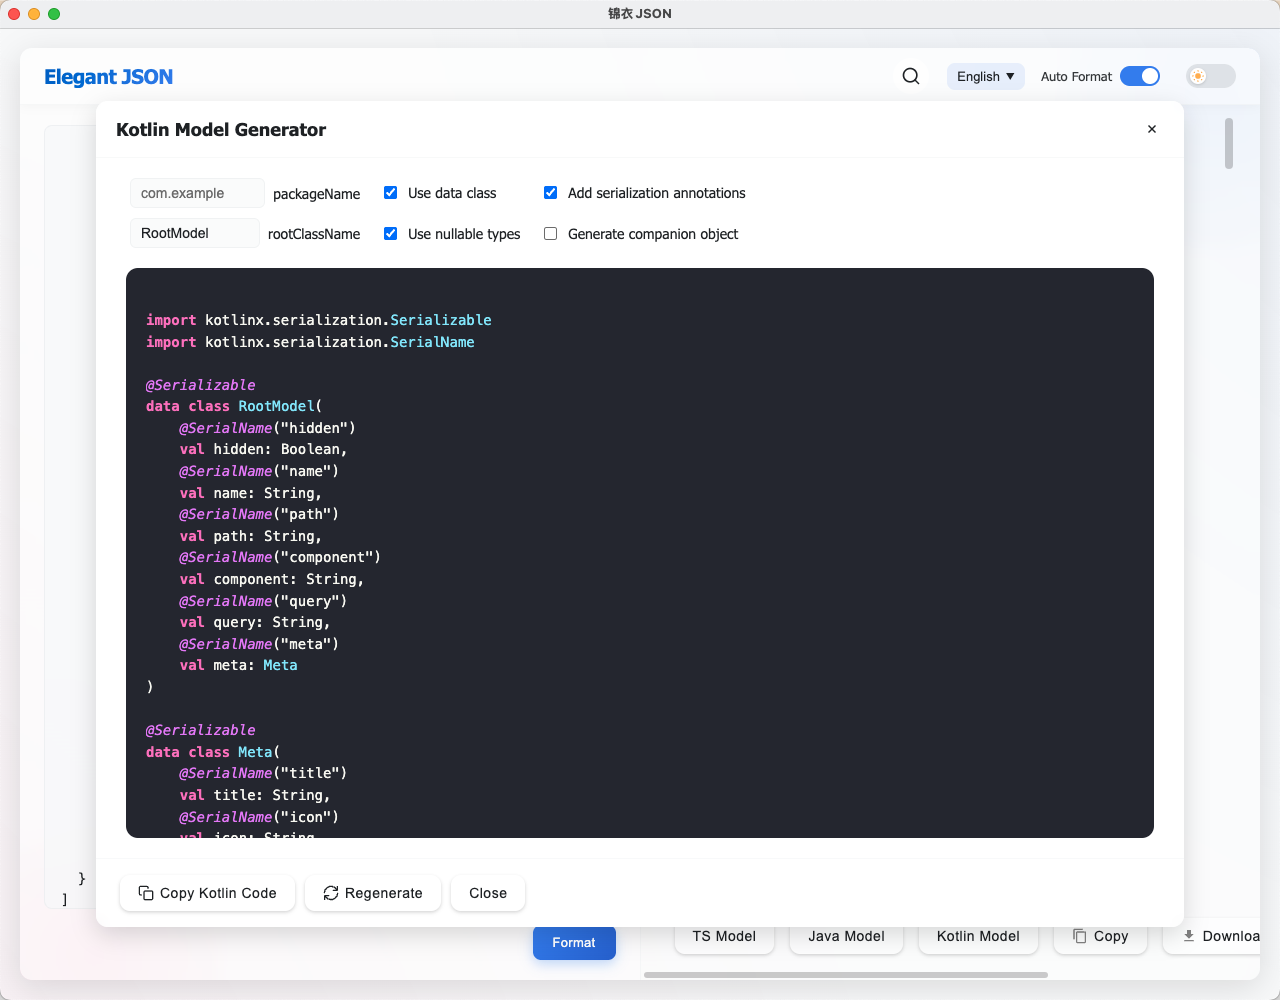 锦衣 JSON
Elegant JSON
English ▼
Auto Format
Kotlin Model Generator
×
com.example
packageName
Use data class
Add serialization annotations
RootModel
rootClassName
Use nullable types
Generate companion object
import kotlinx.serialization.Serializable
import kotlinx.serialization.SerialName
@Serializable
data class RootModel(
@SerialName("hidden")
val hidden: Boolean,
@SerialName("name")
val name: String,
@SerialName("path")
val path: String,
@SerialName("component")
val component: String,
@SerialName("query")
val query: String,
@SerialName("meta")
val meta: Meta
)
@Serializable
data class Meta(
@SerialName("title")
val title: String,
@SerialName("icon")
val icon: String
}
]
Copy Kotlin Code
Regenerate
Close
Format
TS Model
Java Model
Kotlin Model
Copy
Downloa